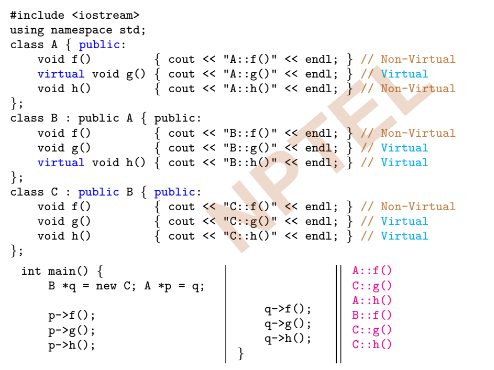 #include <iostream>
using namespace std;
class A { public:
    void f()         { cout << "A::f()" << endl; } // Non-Virtual
    virtual void g() { cout << "A::g()" << endl; } // Virtual
    void h()         { cout << "A::h()" << endl; } // Non-Virtual
};
class B : public A { public:
    void f()         { cout << "B::f()" << endl; } // Non-Virtual
    void g()         { cout << "B::g()" << endl; } // Virtual
    virtual void h() { cout << "B::h()" << endl; } // Virtual
};
class C : public B { public:
    void f()         { cout << "C::f()" << endl; } // Non-Virtual
    void g()         { cout << "C::g()" << endl; } // Virtual
    void h()         { cout << "C::h()" << endl; } // Virtual
};
int main() {
    B *q = new C; A *p = q;
    p->f();
    p->g();
    p->h();
    q->f();
    q->g();
    q->h();
}
A::f()
C::g()
A::h()
B::f()
C::g()
C::h()
NPTEL